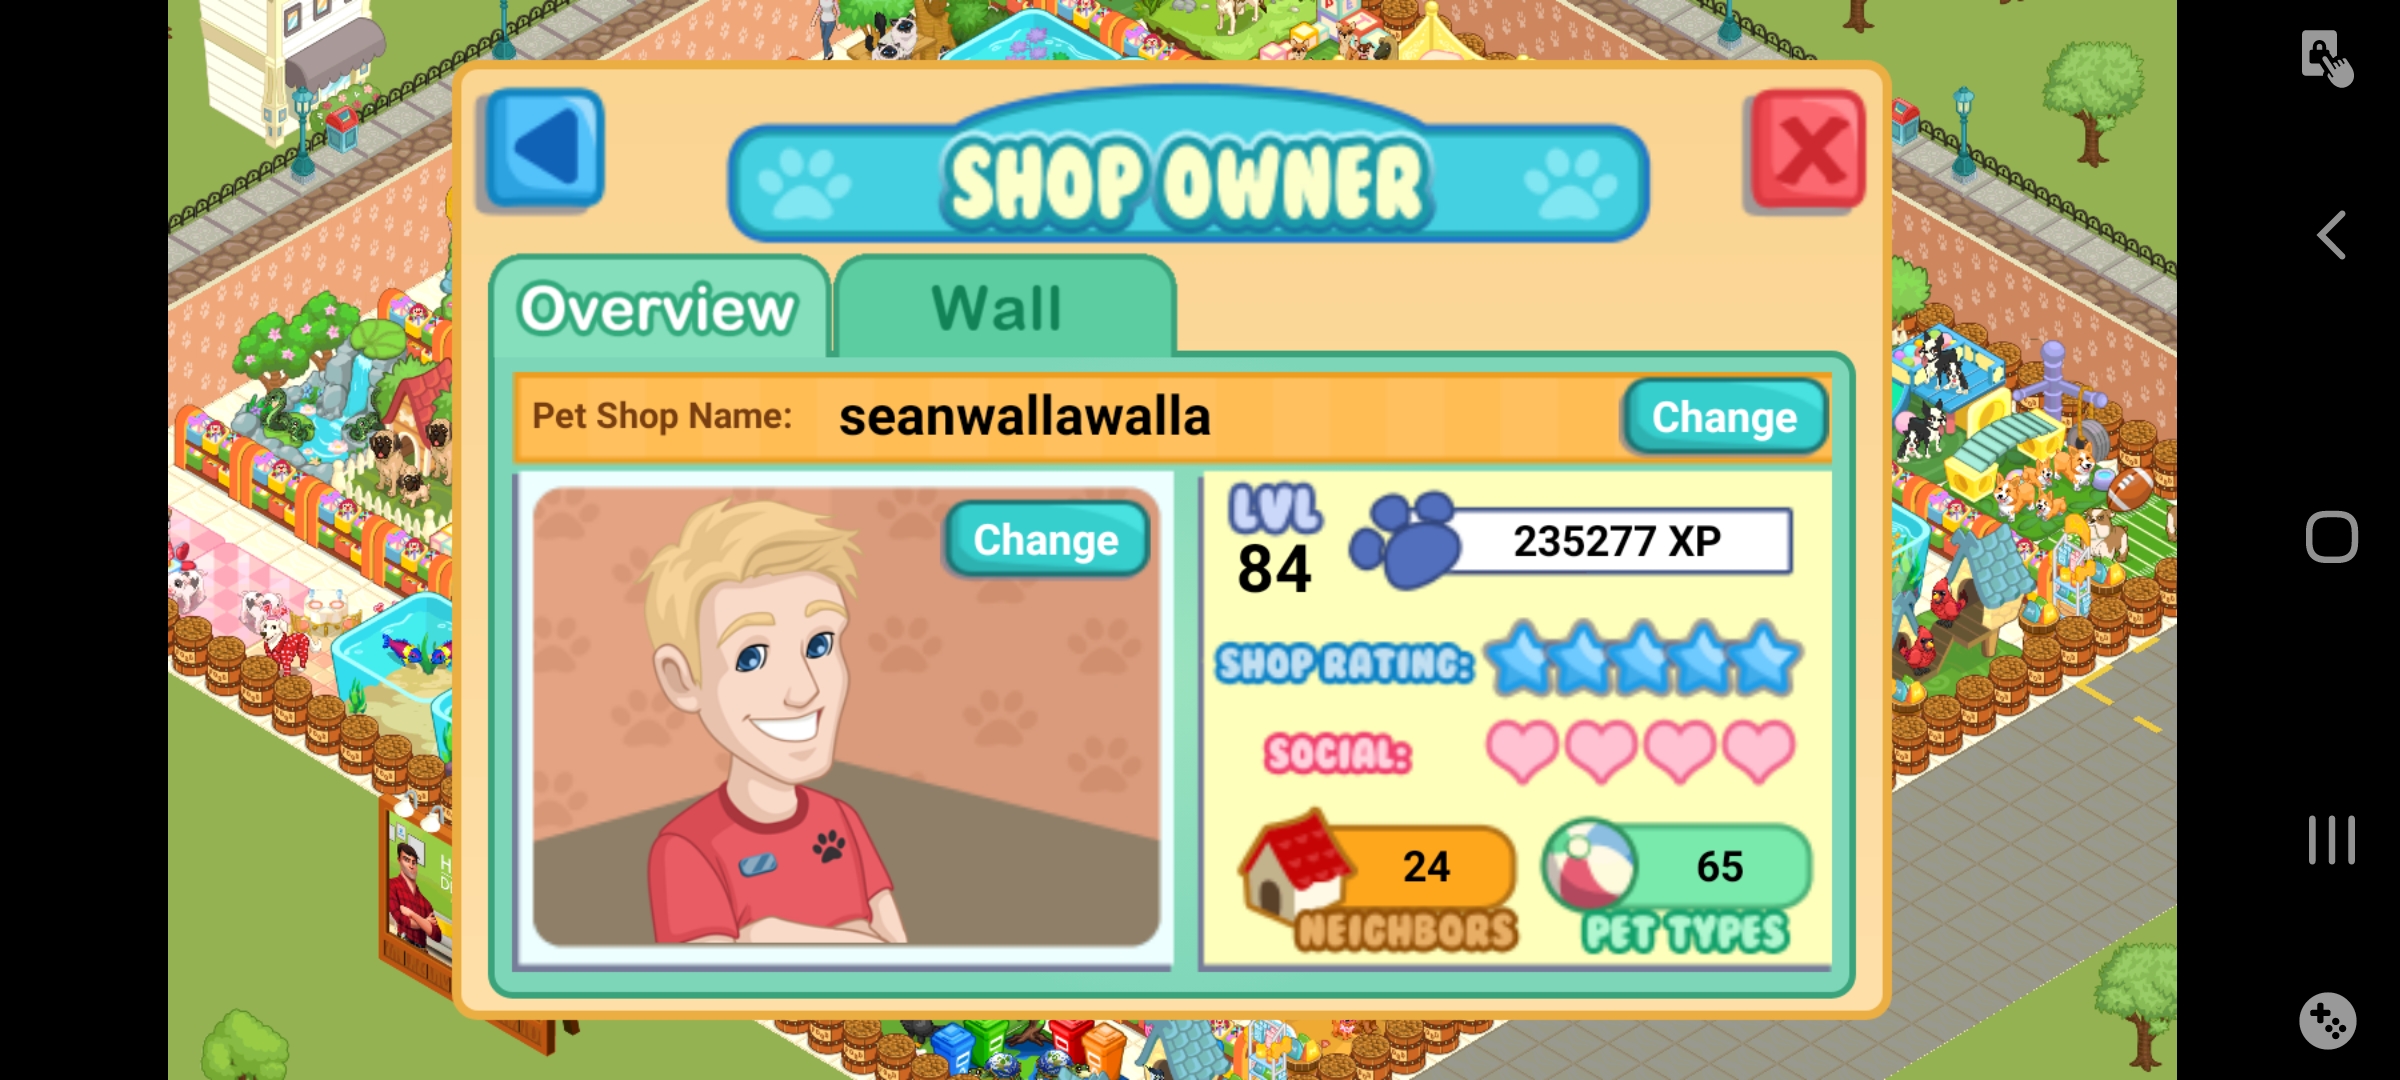 SHOP OWNER
Overview
Wall
Pet Shop Name: seanwallawalla
Change
Change
LVL
84
235277 XP
SHOP RATING:
SOCIAL:
24
NEIGHBORS
65
PET TYPES